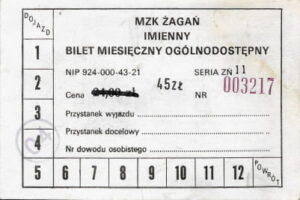 DOJAZD
MZK ŻAGAŃ
IMIENNY
BILET MIESIĘCZNY OGÓLNODOSTĘPNY
NIP 924-000-43-21 SERIA ZŃ 11
Cena 24,00 zł 45zł NR 003217
Przystanek wyjazdu
Przystanek docelowy
Nr dowodu osobistego
1
2
3
4
5 6 7 8 9 10 11 12
POWRÓT